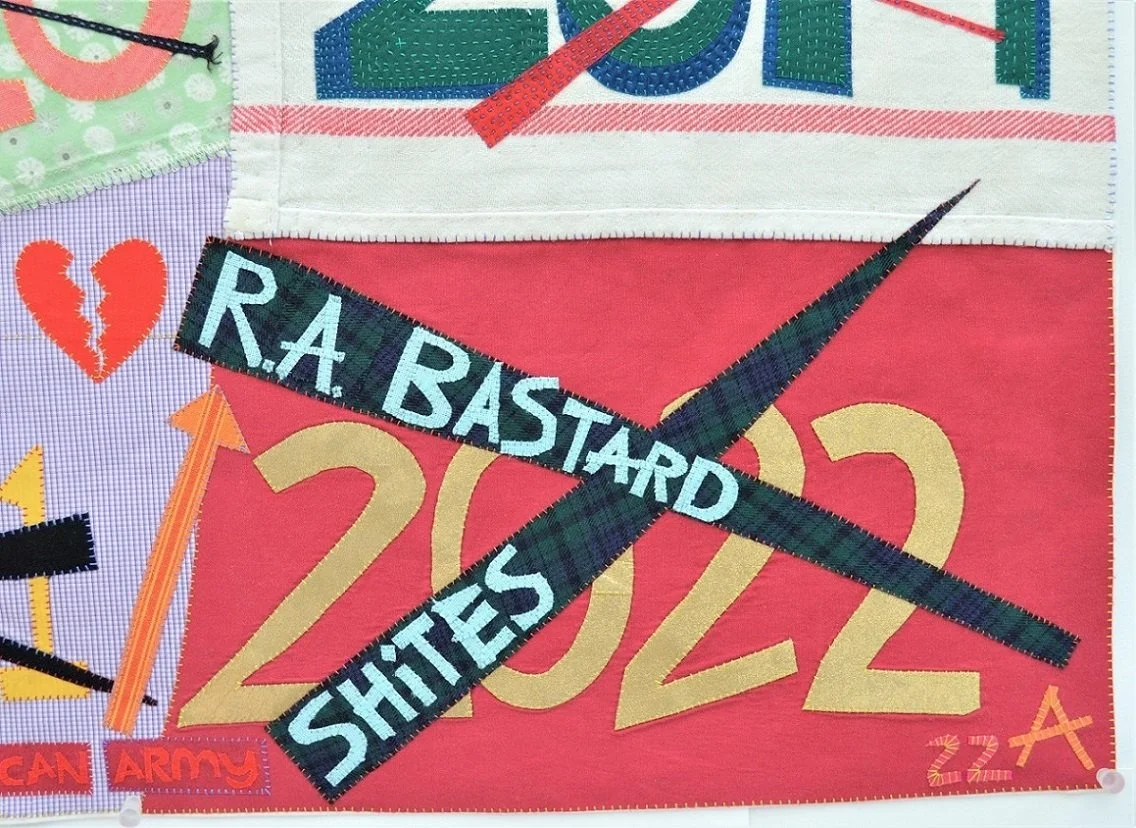 R.A. BASTARD
SHiTES
2022
CAN ARMY
22A